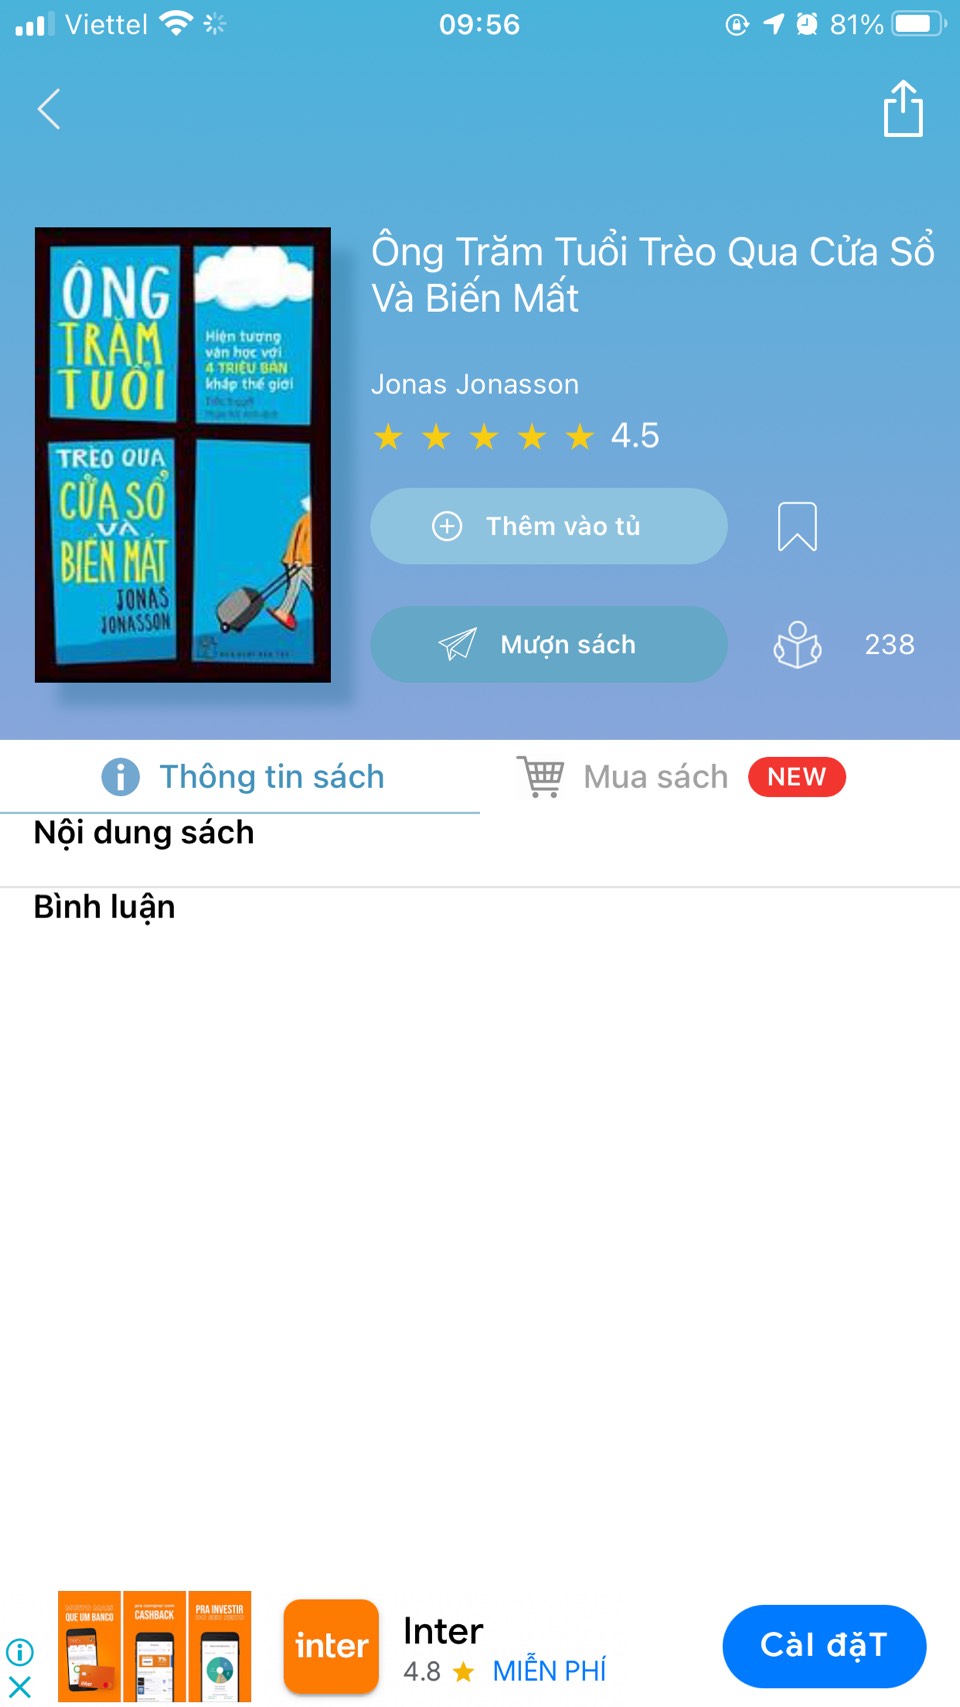 Viettel
09:56
81%
Ông Trăm Tuổi Trèo Qua Cửa Sổ
Và Biến Mất
Jonas Jonasson
4.5
Thêm vào tủ
Mượn sách
238
ÔNG
TRĂM
TUỔI
Hiện tượng
văn học với
4 TRIỆU BẢN
khắp thế giới
TRÈO QUA
CỬA SỔ
VÀ
BIẾN MẤT
JONAS
JONASSON
Thông tin sách
Mua sách
NEW
Nội dung sách
Bình luận
QUE UM BANCO
CASHBACK
PRA INVESTIR
inter
Inter
4.8
MIỄN PHÍ
CàI đặT